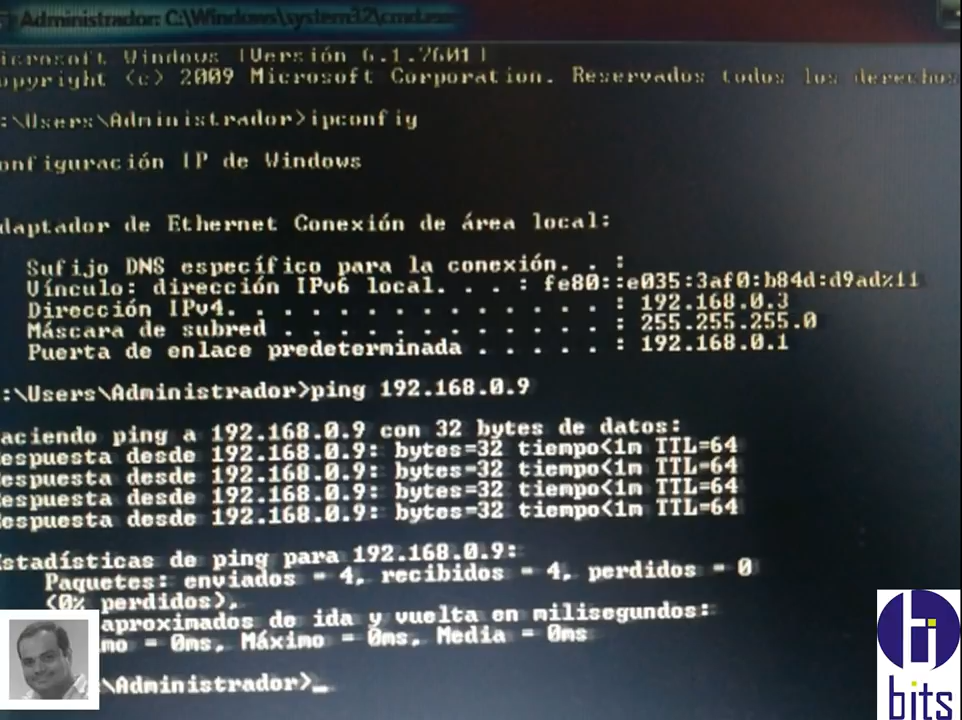 Administrador: C:\Windows\system32\cmd.exe
icrosoft Windows [Versión 6.1.7601]
opyright (c) 2009 Microsoft Corporation. Reservados todos los derechos
:\Users\Administrador>ipconfig
onfiguración IP de Windows
daptador de Ethernet Conexión de área local:
Sufijo DNS específico para la conexión. . :
Vínculo: dirección IPv6 local. . . : fe80::e035:3af0:b84d:d9ad%11
Dirección IPv4. . . . . . . . . . . . . . : 192.168.0.3
Máscara de subred . . . . . . . . . . . . : 255.255.255.0
Puerta de enlace predeterminada . . . . . : 192.168.0.1
:\Users\Administrador>ping 192.168.0.9
aciendo ping a 192.168.0.9 con 32 bytes de datos:
espuesta desde 192.168.0.9: bytes=32 tiempo<1m TTL=64
espuesta desde 192.168.0.9: bytes=32 tiempo<1m TTL=64
espuesta desde 192.168.0.9: bytes=32 tiempo<1m TTL=64
espuesta desde 192.168.0.9: bytes=32 tiempo<1m TTL=64
stadísticas de ping para 192.168.0.9:
Paquetes: enviados = 4, recibidos = 4, perdidos = 0
(0% perdidos),
aproximados de ida y vuelta en milisegundos:
mo = 0ms, Máximo = 0ms, Media = 0ms
:\Administrador>_
bits